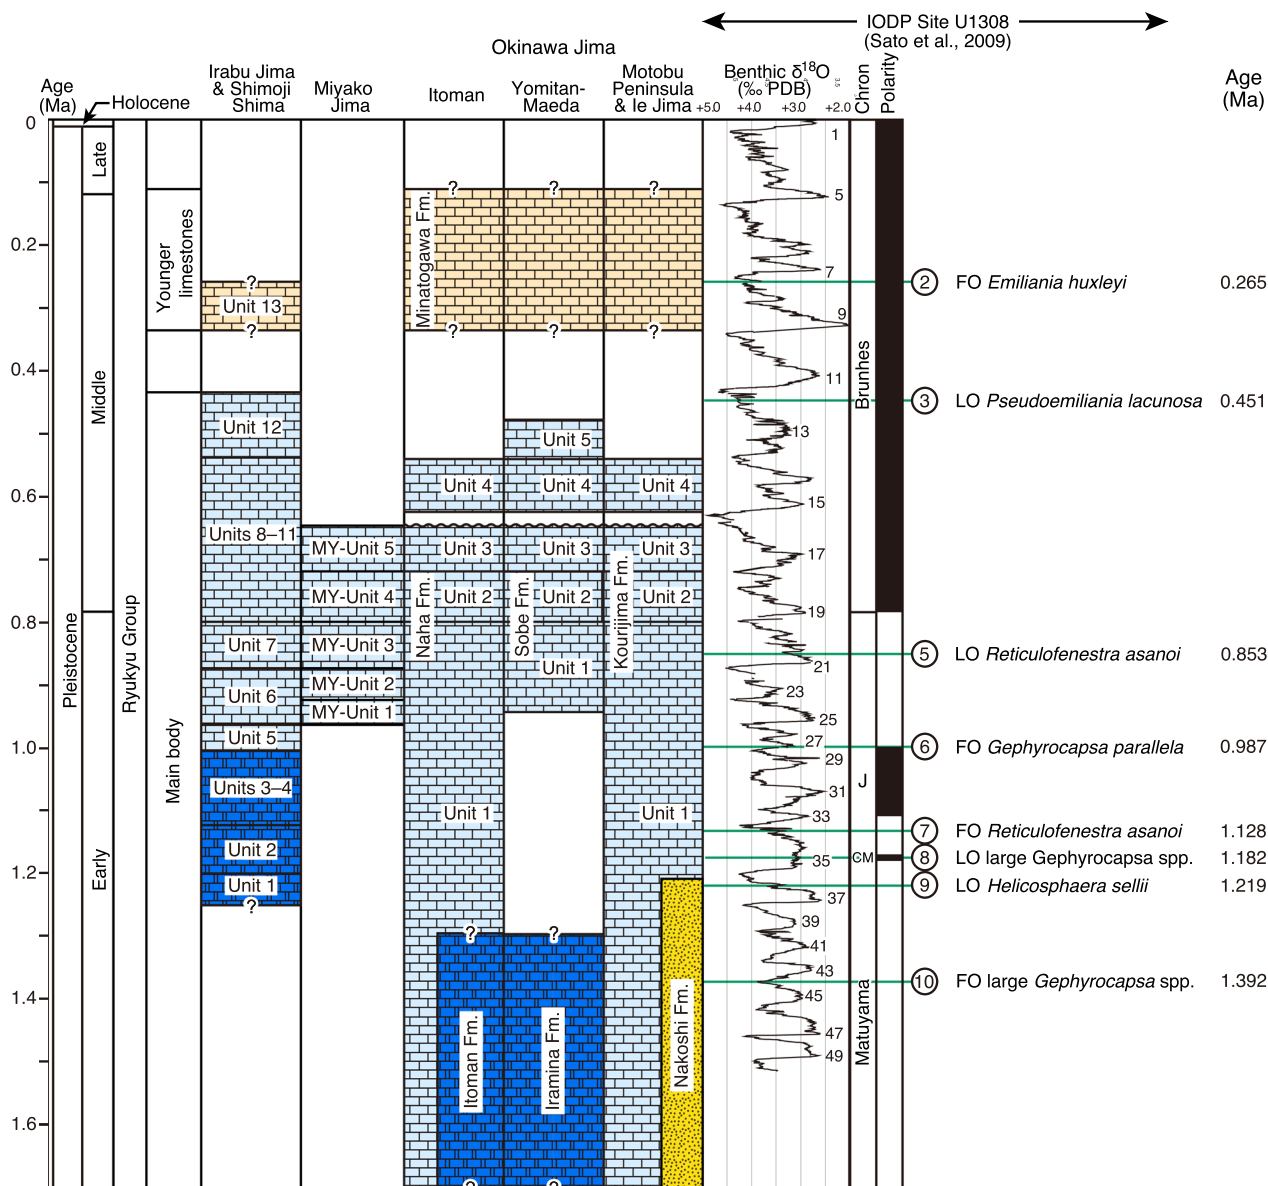 IODP Site U1308
(Sato et al., 2009)
Okinawa Jima
Age
(Ma)
Holocene
Irabu Jima
& Shimoji
Shima
Miyako
Jima
Itoman
Yomitan-
Maeda
Motobu
Peninsula
& Ie Jima
Benthic δ18O
(‰ PDB)
+5.0 +4.0 +3.0 +2.0
Chron
Polarity
Age
(Ma)
0
0.2
0.4
0.6
0.8
1.0
1.2
1.4
1.6
Pleistocene
Late
Middle
Early
Ryukyu Group
Younger
limestones
Main body
?
Unit 13
?
Unit 12
Units 8–11
Unit 7
Unit 6
Unit 5
Units 3–4
Unit 2
Unit 1
?
MY-Unit 5
MY-Unit 4
MY-Unit 3
MY-Unit 2
MY-Unit 1
? ? ?
Minatogawa Fm.
? ? ?
Unit 5
Unit 4 Unit 4 Unit 4
Unit 3 Unit 3 Unit 3
Unit 2 Unit 2 Unit 2
Naha Fm.
Sobe Fm.
Kourijima Fm.
Unit 1
Unit 1 Unit 1
? ?
Itoman Fm.
Iramina Fm.
Nakoshi Fm.
? ?
1
5
7
9
11
13
15
17
19
21
23
25
27
29
31
33
35
37
39
41
43
45
47
49
Brunhes
J
CM
Matuyama
2 FO Emiliania huxleyi 0.265
3 LO Pseudoemiliania lacunosa 0.451
5 LO Reticulofenestra asanoi 0.853
6 FO Gephyrocapsa parallela 0.987
7 FO Reticulofenestra asanoi 1.128
8 LO large Gephyrocapsa spp. 1.182
9 LO Helicosphaera sellii 1.219
10 FO large Gephyrocapsa spp. 1.392